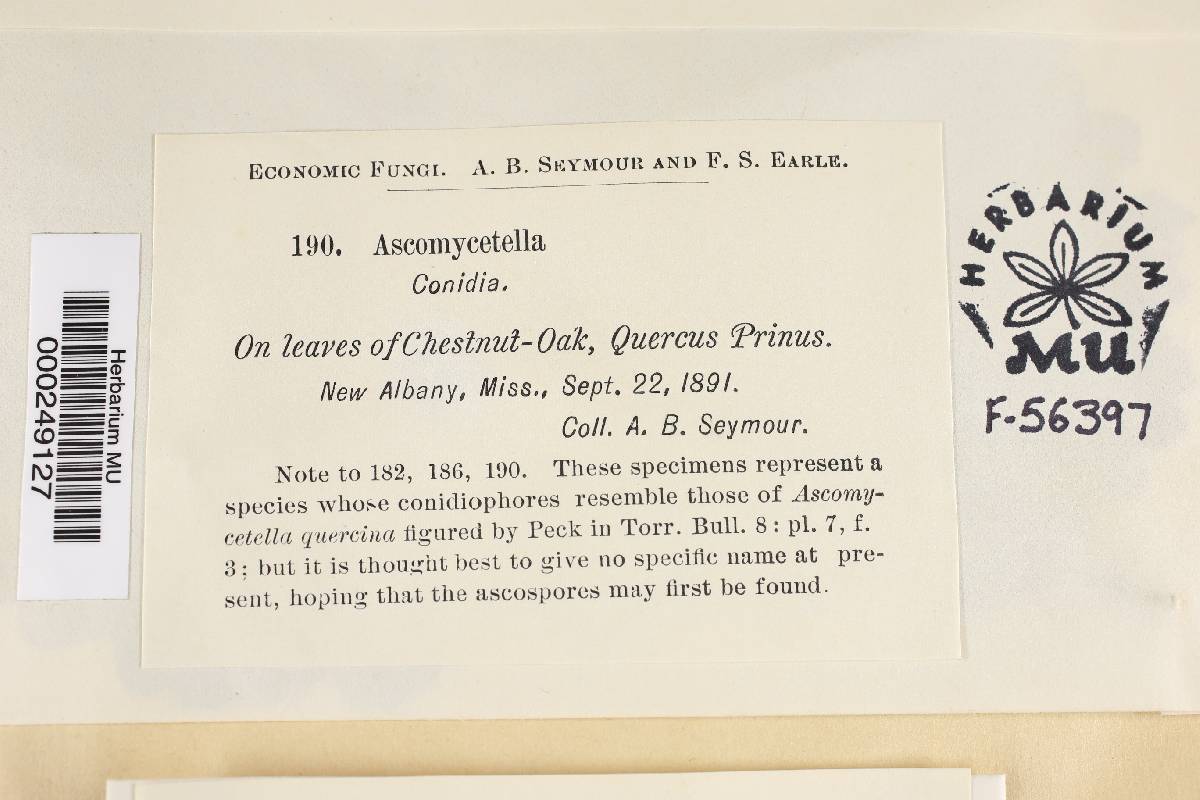 ECONOMIC FUNGI. A. B. SEYMOUR AND F. S. EARLE.
190. Ascomycetella
Conidia.
On leaves of Chestnut-Oak, Quercus Prinus.
New Albany, Miss., Sept. 22, 1891.
Coll. A. B. Seymour.
Note to 182, 186, 190. These specimens represent a
species whose conidiophores resemble those of Ascomy-
cetella quercina figured by Peck in Torr. Bull. 8: pl. 7, f.
3; but it is thought best to give no specific name at pre-
sent, hoping that the ascospores may first be found.
Herbarium MU
000249127
HERBARIUM
MU
F-56397